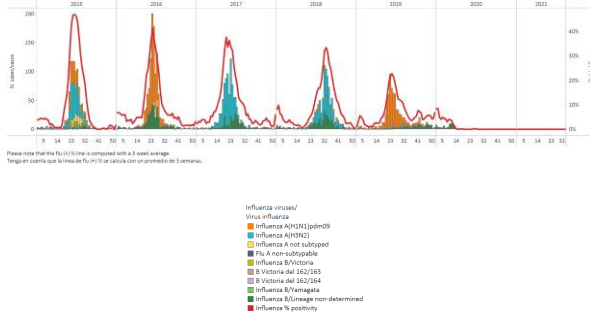 2015 2016 2017 2018 2019 2020 2021
200
150
100
50
0
40%
30%
20%
10%
0%
5 14 23 32 41 50 5 14 23 32 41 50 5 14 23 32 41 50 5 14 23 32 41 50 5 14 23 32 41 50 5 14 23 32 41 50 5 14 23 32
Please note that the flu (+) % line is computed with a 3 week average.
Tenga en cuenta que la línea de flu (+) % se calcula con un promedio de 3 semanas.
Influenza viruses/
Virus influenza
Influenza A(H1N1)pdm09
Influenza A(H3N2)
Influenza A not subtyped
Flu A non-subtypable
Influenza B/Victoria
B Victoria del 162/163
B Victoria del 162/164
Influenza B/Yamagata
Influenza B/Lineage non-determined
Influenza % positivity